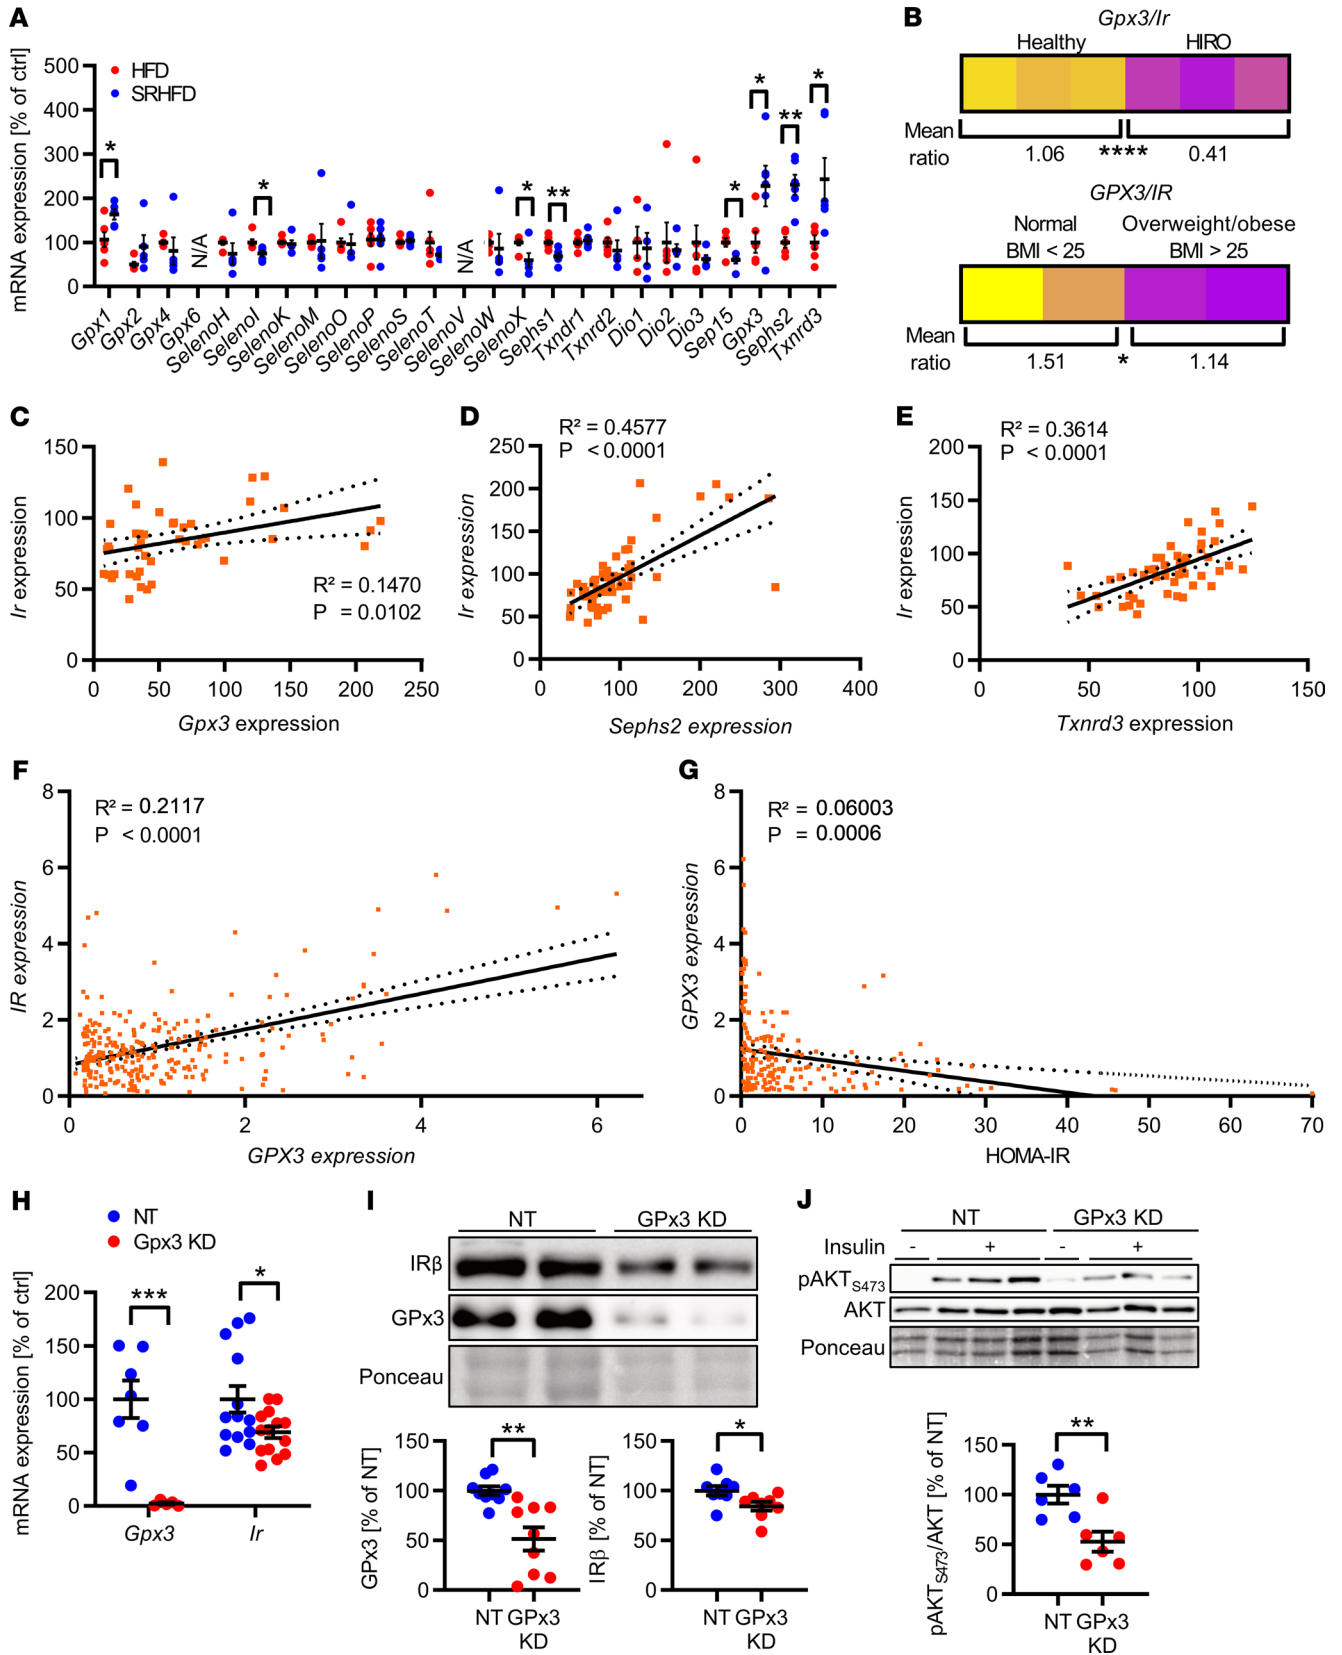 A
mRNA expression [% of ctrl]
500
400
300
200
100
0
HFD
SRHFD
*
*
*
**
*
*
**
*
N/A
N/A
Gpx1
Gpx2
Gpx4
Gpx6
SelenoH
SelenoI
SelenoK
SelenoM
SelenoO
SelenoP
SelenoS
SelenoT
SelenoV
SelenoW
SelenoX
Sephs1
Txndr1
Txnrd2
Dio1
Dio2
Dio3
Sep15
Gpx3
Sephs2
Txnrd3
B
Gpx3/Ir
Healthy HIRO
Mean
ratio
1.06 **** 0.41
GPX3/IR
Normal Overweight/obese
BMI < 25 BMI > 25
Mean
ratio
1.51 * 1.14
C
Ir expression
150
100
50
0
R² = 0.1470
P = 0.0102
0 50 100 150 200 250
Gpx3 expression
D
Ir expression
R² = 0.4577
P < 0.0001
250
200
150
100
50
0
0 100 200 300 400
Sephs2 expression
E
Ir expression
R² = 0.3614
P < 0.0001
200
150
100
50
0
0 50 100 150
Txnrd3 expression
F
IR expression
R² = 0.2117
P < 0.0001
8
6
4
2
0
0 2 4 6
GPX3 expression
G
GPX3 expression
R² = 0.06003
P = 0.0006
8
6
4
2
0
0 10 20 30 40 50 60 70
HOMA-IR
H
NT
Gpx3 KD
mRNA expression [% of ctrl]
200
150
100
50
0
***
*
Gpx3 Ir
I
NT GPx3 KD
IRβ
GPx3
Ponceau
GPx3 [% of NT]
150
100
50
0
**
NT GPx3
KD
IRβ [% of NT]
150
100
50
0
*
NT GPx3
KD
J
NT GPx3 KD
Insulin - + - +
pAKTS473
AKT
Ponceau
pAKTS473/AKT [% of NT]
150
100
50
0
**
NT GPx3
KD